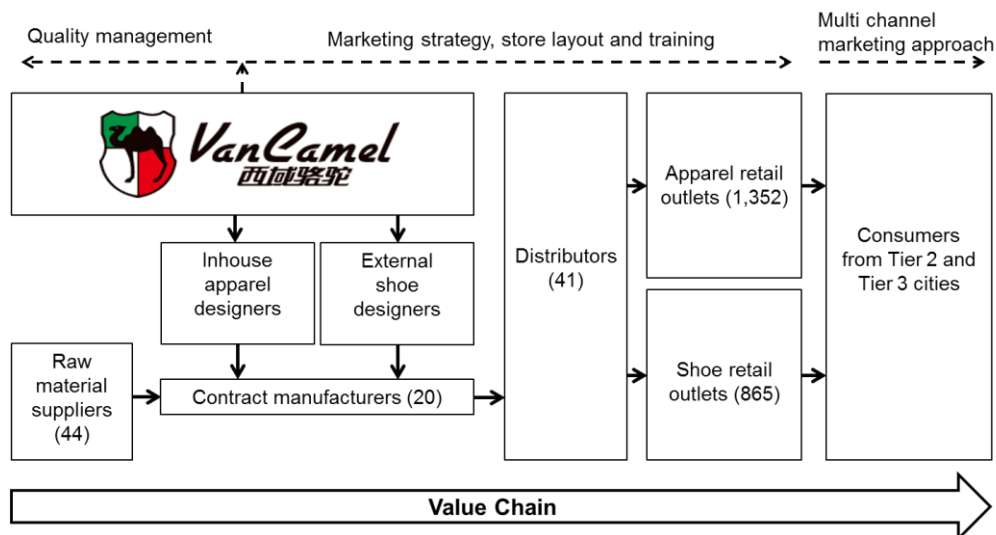 Quality management
Marketing strategy, store layout and training
Multi channel
marketing approach
VanCamel
西域骆驼
Inhouse
apparel
designers
External
shoe
designers
Raw
material
suppliers
(44)
Contract manufacturers (20)
Distributors
(41)
Apparel retail
outlets (1,352)
Shoe retail
outlets (865)
Consumers
from Tier 2 and
Tier 3 cities
Value Chain